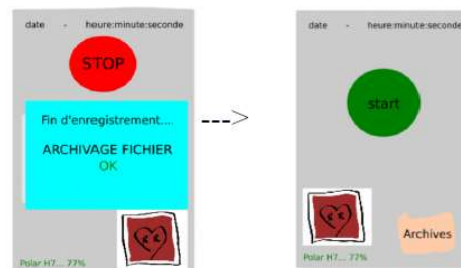 date - heure:minute:seconde
STOP
Fin d'enregistrement....
ARCHIVAGE FICHIER
OK
Polar H7... 77%
--->
date - heure:minute:seconde
start
Archives
Polar H7... 77%